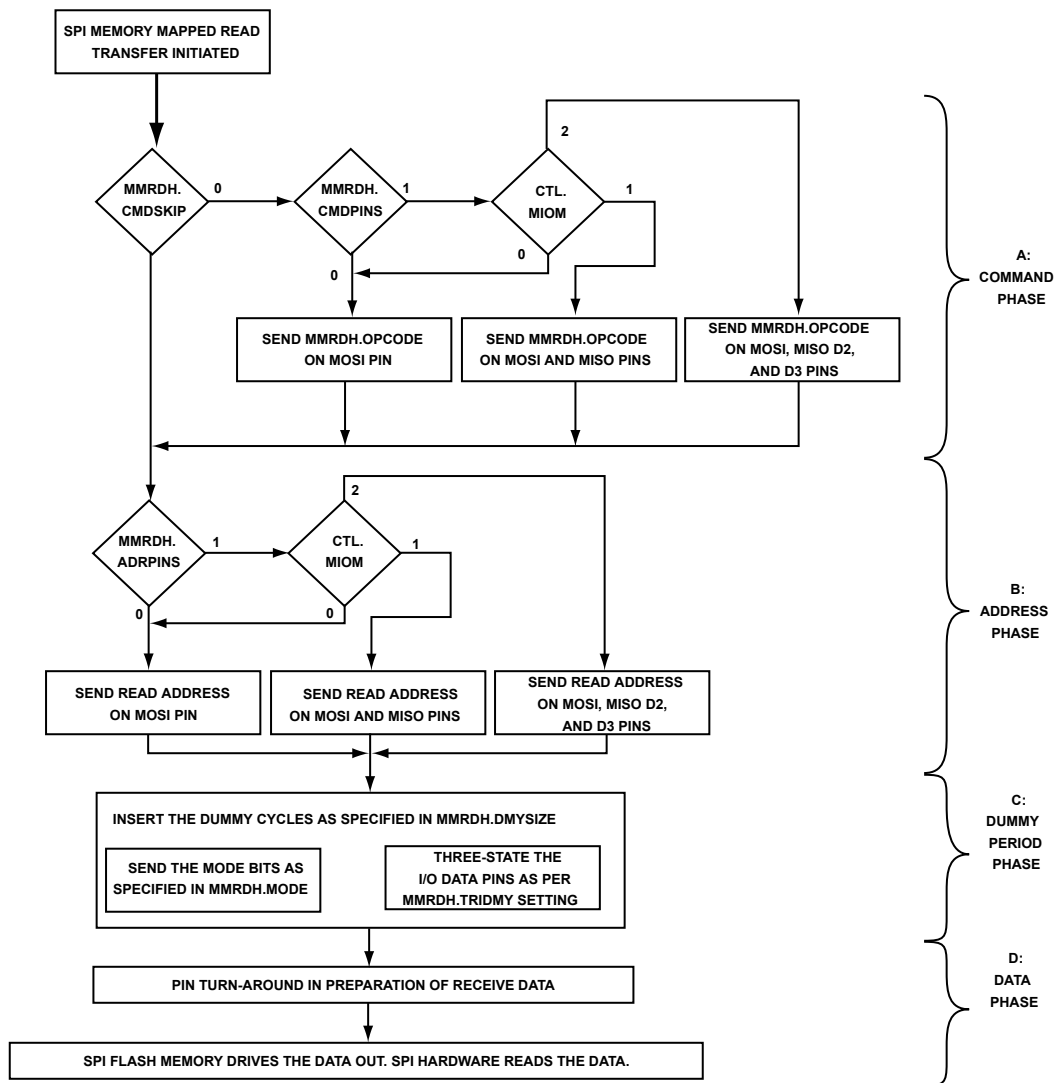 SPI MEMORY MAPPED READ
TRANSFER INITIATED
MMRDH.
CMDSKIP
0
MMRDH.
CMDPINS
1
0
CTL.
MIOM
2
1
0
SEND MMRDH.OPCODE
ON MOSI PIN
SEND MMRDH.OPCODE
ON MOSI AND MISO PINS
SEND MMRDH.OPCODE
ON MOSI, MISO D2,
AND D3 PINS
A:
COMMAND
PHASE
MMRDH.
ADRPINS
1
0
CTL.
MIOM
2
1
0
SEND READ ADDRESS
ON MOSI PIN
SEND READ ADDRESS
ON MOSI AND MISO PINS
SEND READ ADDRESS
ON MOSI, MISO D2,
AND D3 PINS
B:
ADDRESS
PHASE
INSERT THE DUMMY CYCLES AS SPECIFIED IN MMRDH.DMYSIZE
SEND THE MODE BITS AS
SPECIFIED IN MMRDH.MODE
THREE-STATE THE
I/O DATA PINS AS PER
MMRDH.TRIDMY SETTING
C:
DUMMY
PERIOD
PHASE
PIN TURN-AROUND IN PREPARATION OF RECEIVE DATA
SPI FLASH MEMORY DRIVES THE DATA OUT. SPI HARDWARE READS THE DATA.
D:
DATA
PHASE